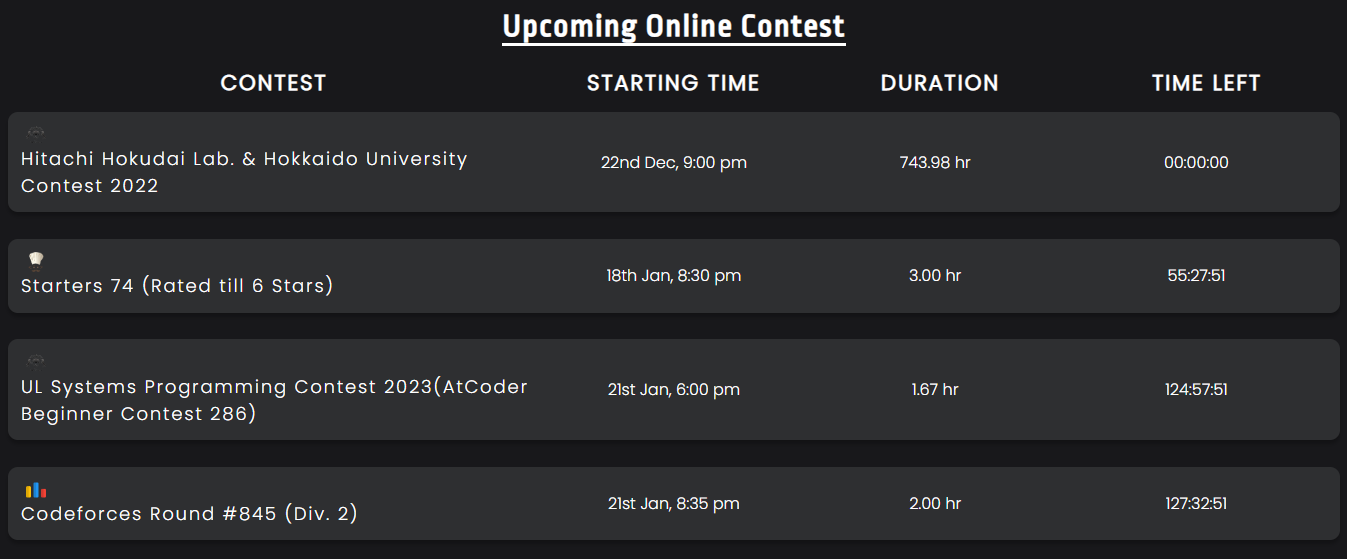 Upcoming Online Contest
CONTEST STARTING TIME DURATION TIME LEFT
Hitachi Hokudai Lab. & Hokkaido University
Contest 2022
22nd Dec, 9:00 pm 743.98 hr 00:00:00
Starters 74 (Rated till 6 Stars)
18th Jan, 8:30 pm 3.00 hr 55:27:51
UL Systems Programming Contest 2023(AtCoder
Beginner Contest 286)
21st Jan, 6:00 pm 1.67 hr 124:57:51
Codeforces Round #845 (Div. 2)
21st Jan, 8:35 pm 2.00 hr 127:32:51